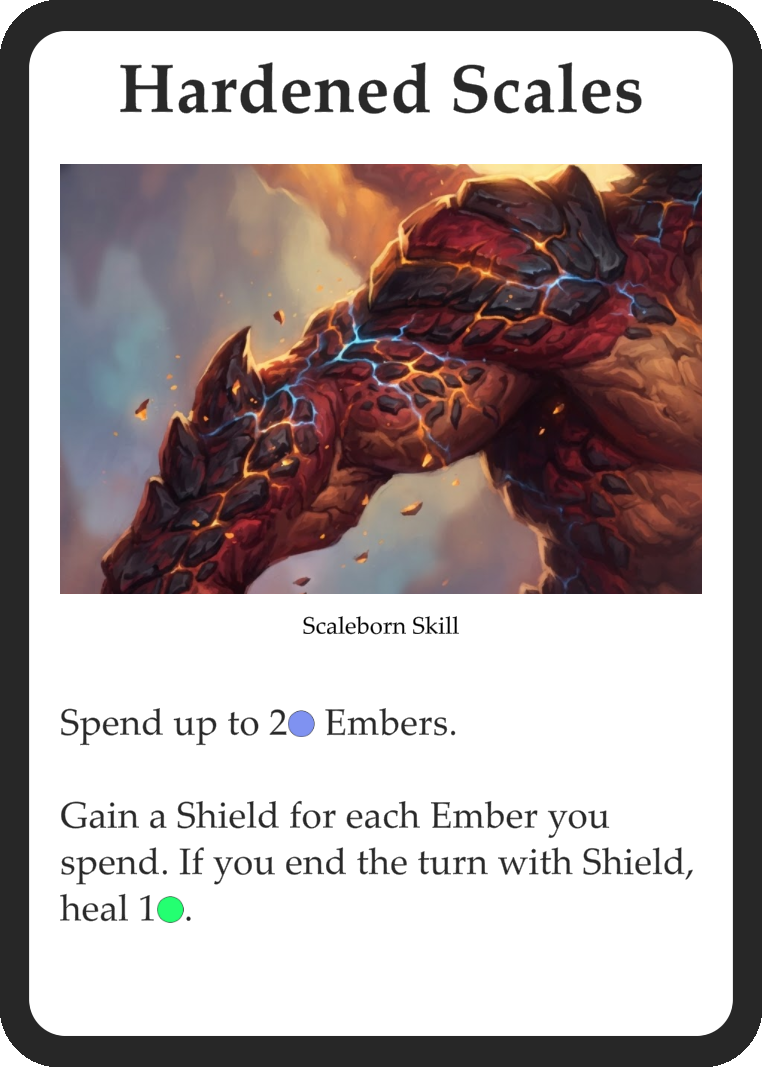 Hardened Scales
Scaleborn Skill
Spend up to 2 Embers.
Gain a Shield for each Ember you
spend. If you end the turn with Shield,
heal 1.